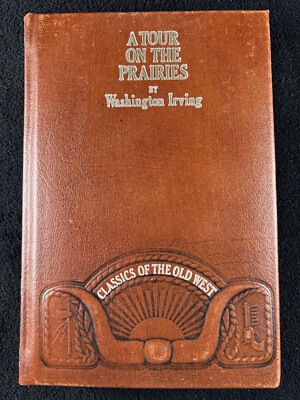 A TOUR
ON THE
PRAIRIES
BY
Washington Irving
CLASSICS OF THE OLD WEST